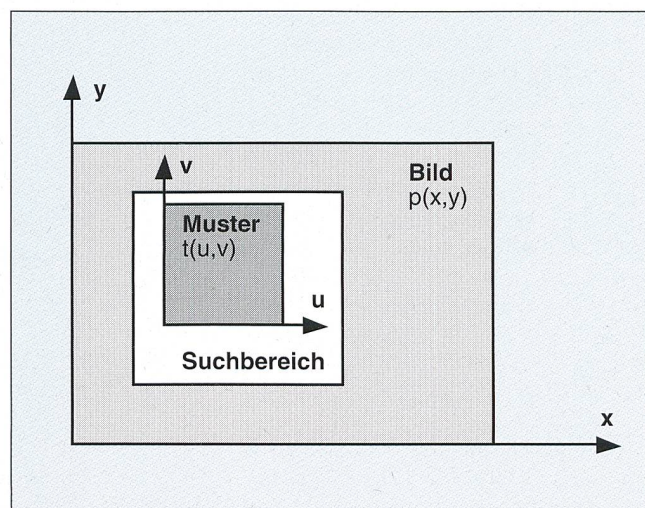 y
v
Bild
p(x,y)
Muster
t(u,v)
u
Suchbereich
x